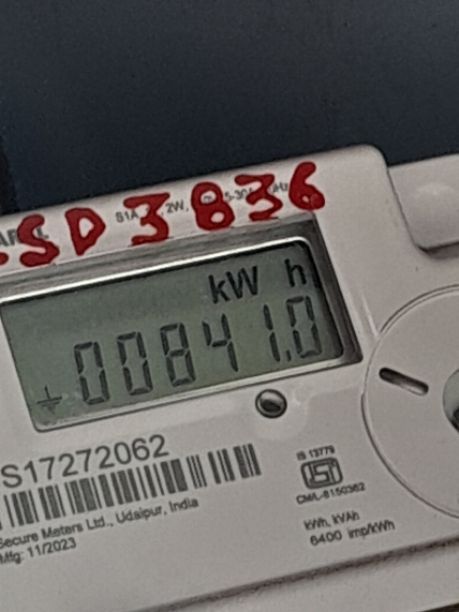 SD3836
kW h
00841.0
S17272062
IS 13779
CM/L-8150362
Secure Meters Ltd., Udaipur, India
Mfg: 11/2023
kWh, kVAh
6400 imp/kWh